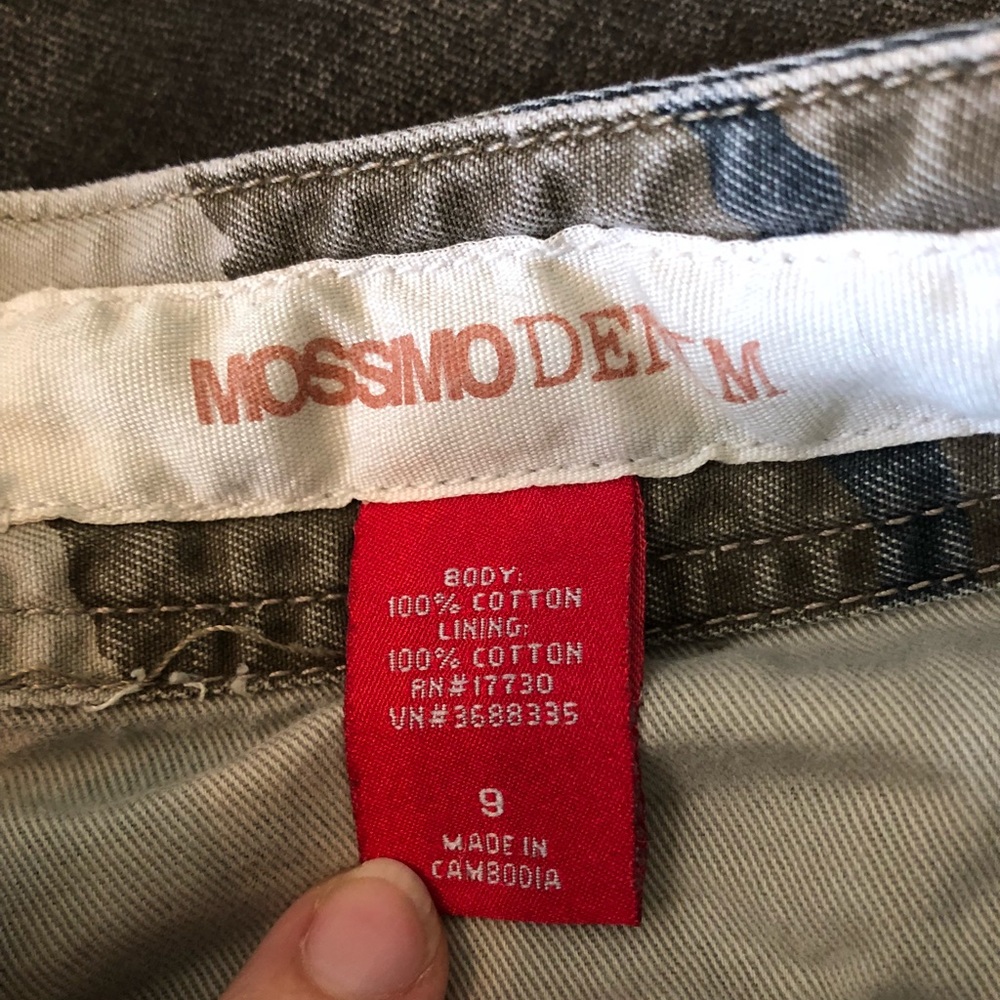 MOSSIMO DENIM
BODY:
100% COTTON
LINING:
100% COTTON
RN#17730
VN#3688335
9
MADE IN
CAMBODIA